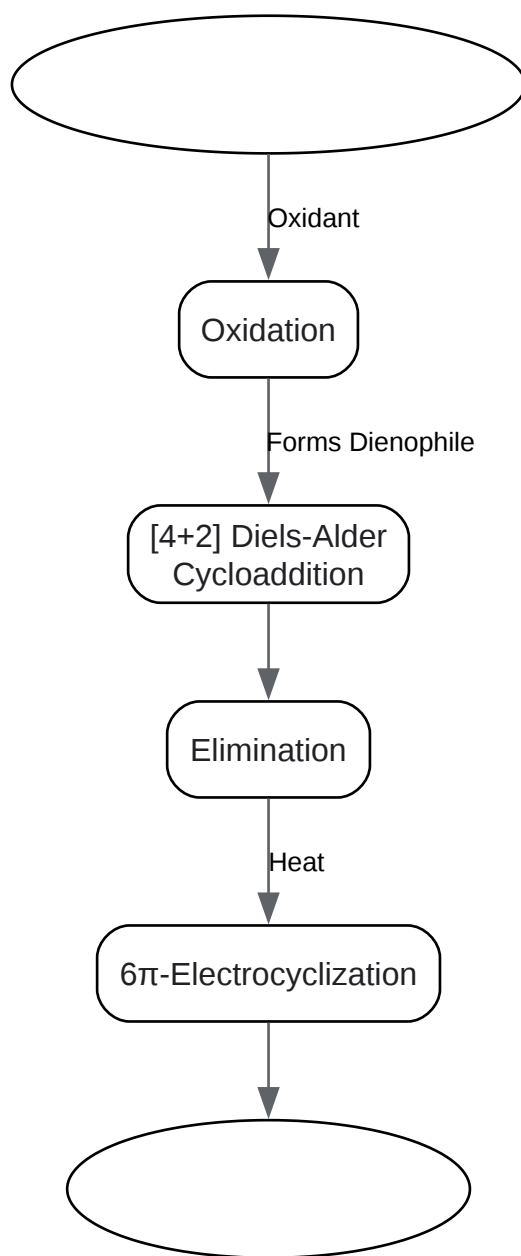 Oxidant
Oxidation
Forms Dienophile
[4+2] Diels-Alder
Cycloaddition
Elimination
Heat
6π-Electrocyclization